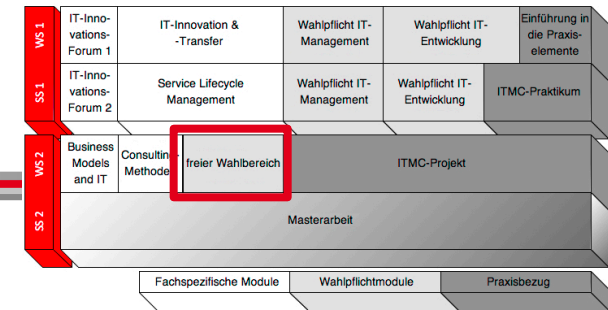 WS 1
IT-Inno-
vations-
Forum 1
IT-Innovation &
-Transfer
Wahlpflicht IT-
Management
Wahlpflicht IT-
Entwicklung
Einführung in
die Praxis-
elemente
SS 1
IT-Inno-
vations-
Forum 2
Service Lifecycle
Management
Wahlpflicht IT-
Management
Wahlpflicht IT-
Entwicklung
ITMC-Praktikum
WS 2
Business
Models
and IT
Consulting-
Methode
freier Wahlbereich
ITMC-Projekt
SS 2
Masterarbeit
Fachspezifische Module
Wahlpflichtmodule
Praxisbezug